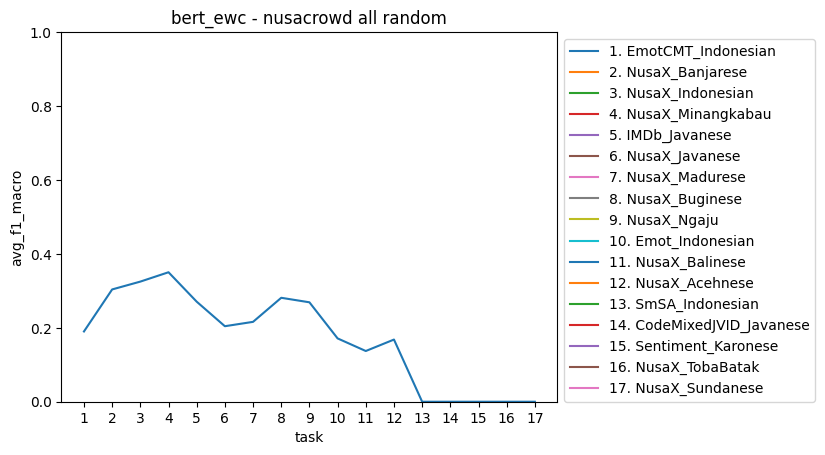 bert_ewc - nusacrowd all random
avg_f1_macro
1.0
0.8
0.6
0.4
0.2
0.0
1 2 3 4 5 6 7 8 9 10 11 12 13 14 15 16 17
task
1. EmotCMT_Indonesian
2. NusaX_Banjarese
3. NusaX_Indonesian
4. NusaX_Minangkabau
5. IMDb_Javanese
6. NusaX_Javanese
7. NusaX_Madurese
8. NusaX_Buginese
9. NusaX_Ngaju
10. Emot_Indonesian
11. NusaX_Balinese
12. NusaX_Acehnese
13. SmSA_Indonesian
14. CodeMixedJVID_Javanese
15. Sentiment_Karonese
16. NusaX_TobaBatak
17. NusaX_Sundanese